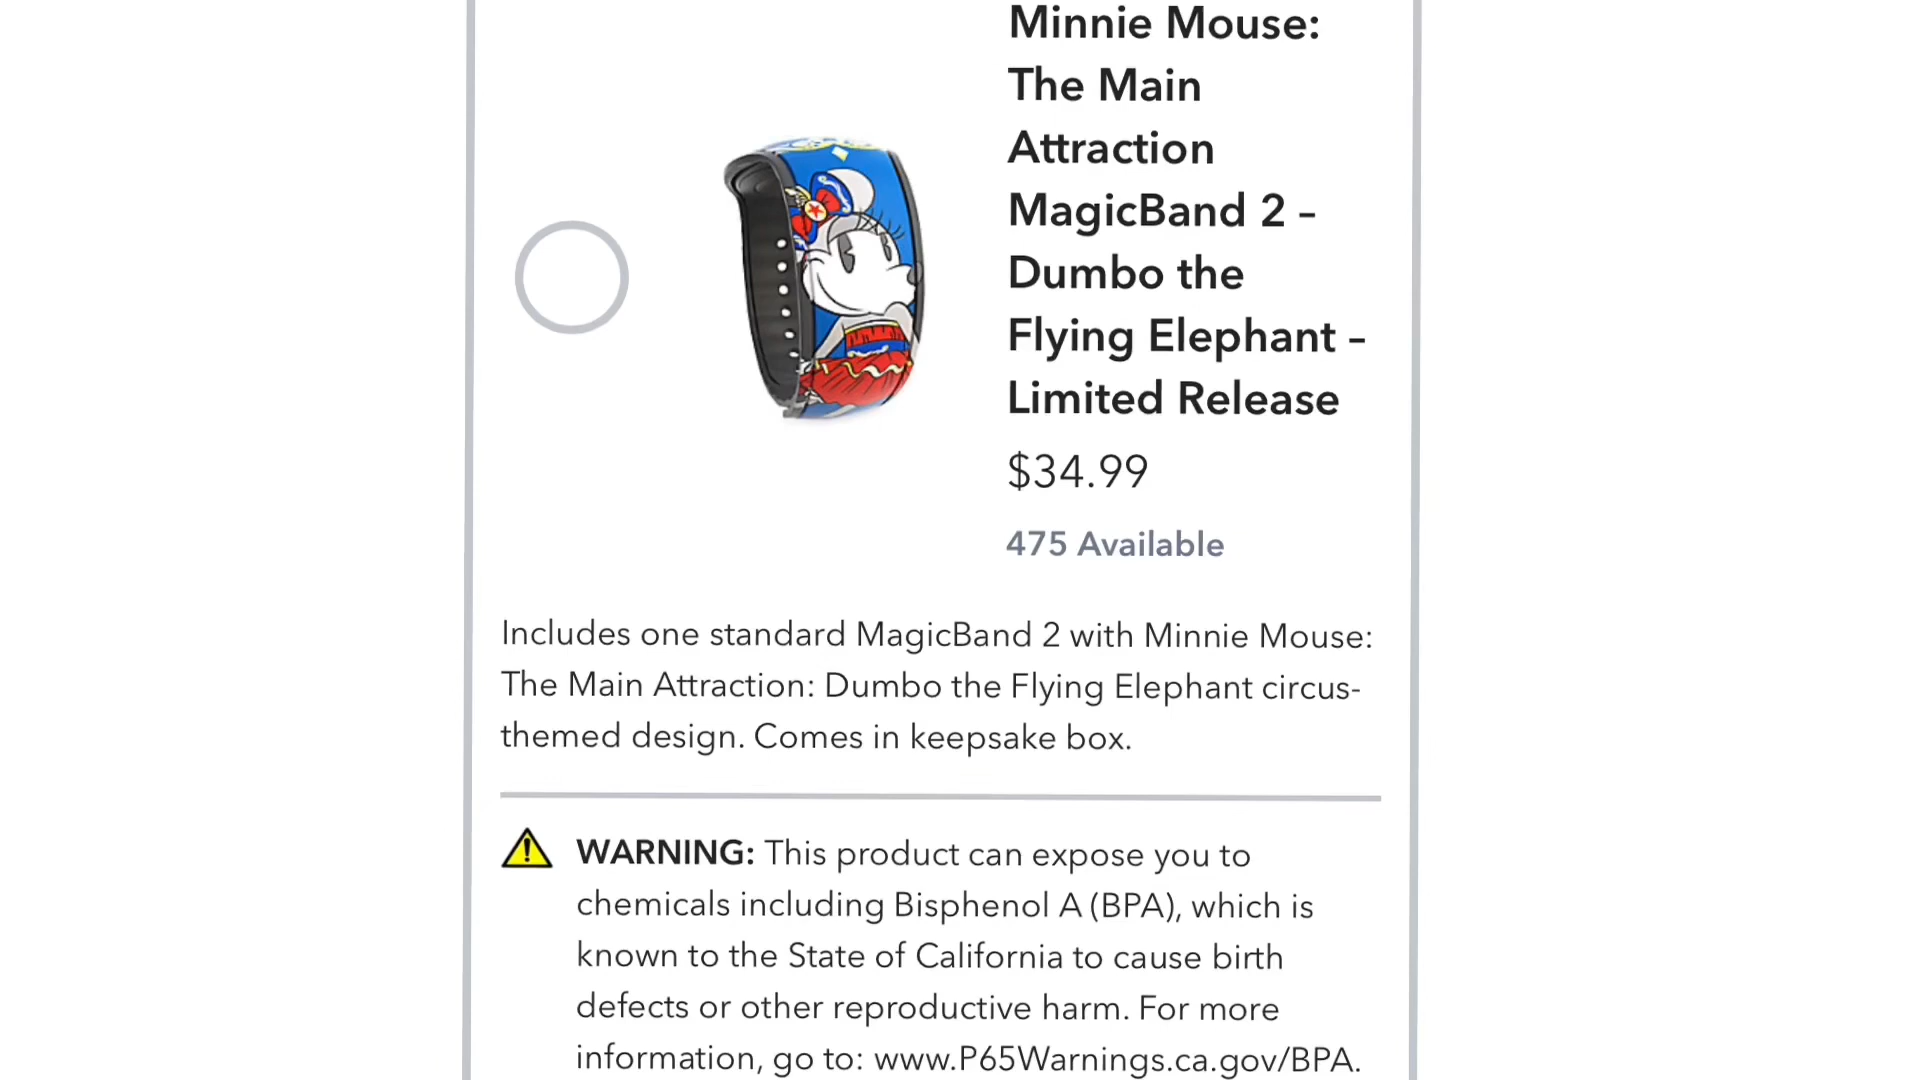 Minnie Mouse:
The Main
Attraction
MagicBand 2 –
Dumbo the
Flying Elephant –
Limited Release
$34.99
475 Available
Includes one standard MagicBand 2 with Minnie Mouse:
The Main Attraction: Dumbo the Flying Elephant circus-
themed design. Comes in keepsake box.
WARNING: This product can expose you to
chemicals including Bisphenol A (BPA), which is
known to the State of California to cause birth
defects or other reproductive harm. For more
information, go to: www.P65Warnings.ca.gov/BPA.